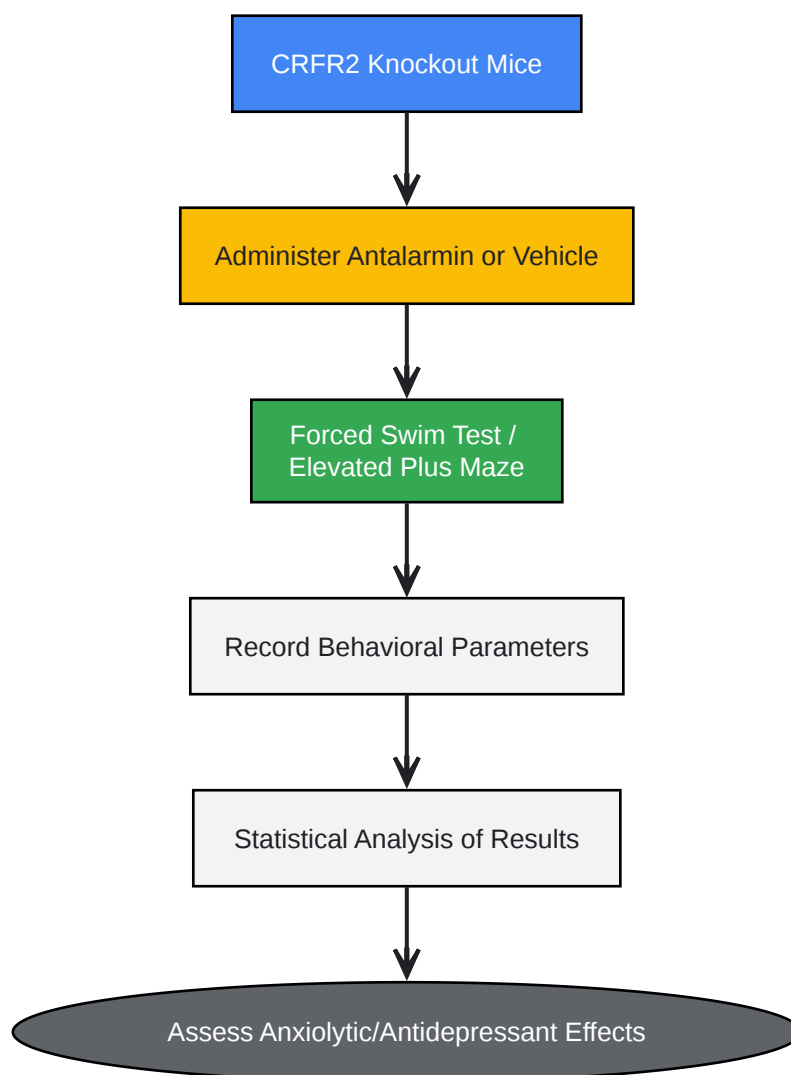 CRFR2 Knockout Mice
Administer Antalarmin or Vehicle
Forced Swim Test /
Elevated Plus Maze
Record Behavioral Parameters
Statistical Analysis of Results
Assess Anxiolytic/Antidepressant Effects